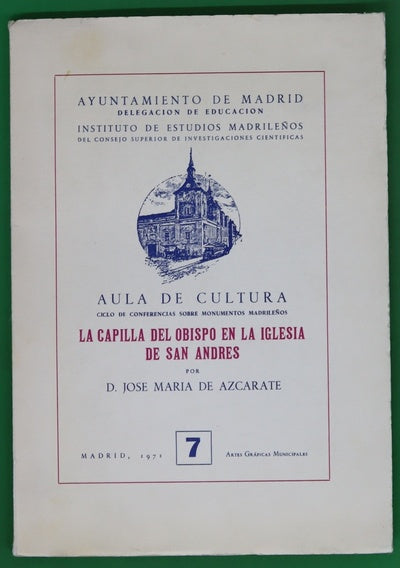 AYUNTAMIENTO DE MADRID
DELEGACION DE EDUCACION
INSTITUTO DE ESTUDIOS MADRILEÑOS
DEL CONSEJO SUPERIOR DE INVESTIGACIONES CIENTIFICAS
AULA DE CULTURA
CICLO DE CONFERENCIAS SOBRE MONUMENTOS MADRILEÑOS
LA CAPILLA DEL OBISPO EN LA IGLESIA
DE SAN ANDRES
POR
D. JOSE MARIA DE AZCARATE
MADRID, 1971 7 ARTES GRÁFICAS MUNICIPALES